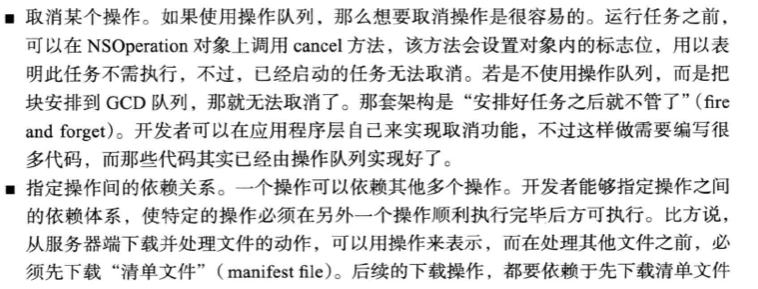 ■ 取消某个操作。如果使用操作队列，那么想要取消操作是很容易的。运行任务之前，
可以在 NSOperation 对象上调用 cancel 方法，该方法会设置对象内的标志位，用以表
明此任务不需执行，不过，已经启动的任务无法取消。若是不使用操作队列，而是把
块安排到 GCD 队列，那就无法取消了。那套架构是“安排好任务之后就不管了”（fire
and forget）。开发者可以在应用程序层自己来实现取消功能，不过这样做需要编写很
多代码，而那些代码其实已经由操作队列实现好了。
■ 指定操作间的依赖关系。一个操作可以依赖其他多个操作。开发者能够指定操作之间
的依赖体系，使特定的操作必须在另外一个操作顺利执行完毕后方可执行。比方说，
从服务器端下载并处理文件的动作，可以用操作来表示，而在处理其他文件之前，必
须先下载“清单文件”（manifest file）。后续的下载操作，都要依赖于先下载清单文件